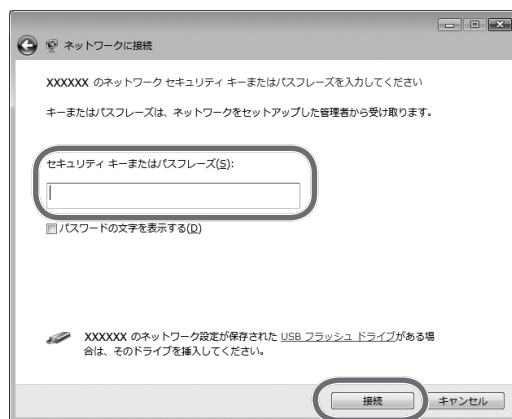 ネットワークに接続
XXXXXX のネットワーク セキュリティ キーまたはパスフレーズを入力してください
キーまたはパスフレーズは、ネットワークをセットアップした管理者から受け取ります。
セキュリティ キーまたはパスフレーズ(S):
パスワードの文字を表示する(D)
XXXXXX のネットワーク設定が保存された USB フラッシュ ドライブがある場
合は、そのドライブを挿入してください。
接続 キャンセル